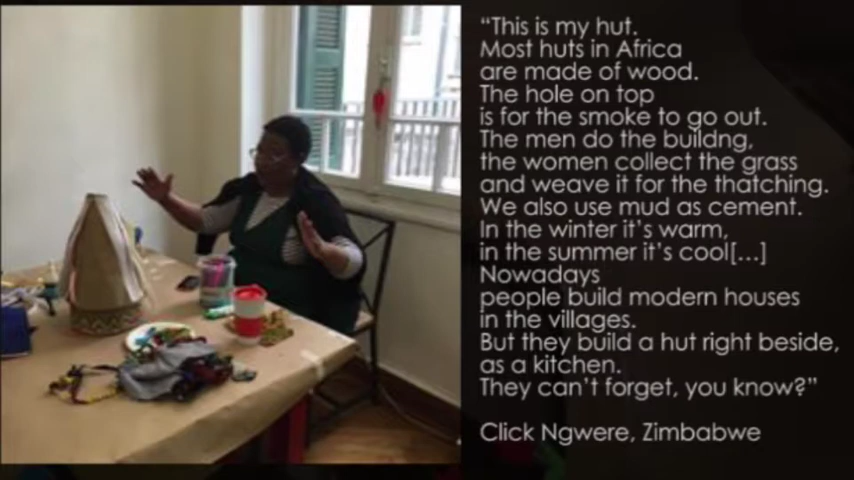 “This is my hut.
Most huts in Africa
are made of wood.
The hole on top
is for the smoke to go out.
The men do the buildng,
the women collect the grass
and weave it for the thatching.
We also use mud as cement.
In the winter it’s warm,
in the summer it’s cool[...]
Nowadays
people build modern houses
in the villages.
But they build a hut right beside,
as a kitchen.
They can’t forget, you know?”
Click Ngwere, Zimbabwe